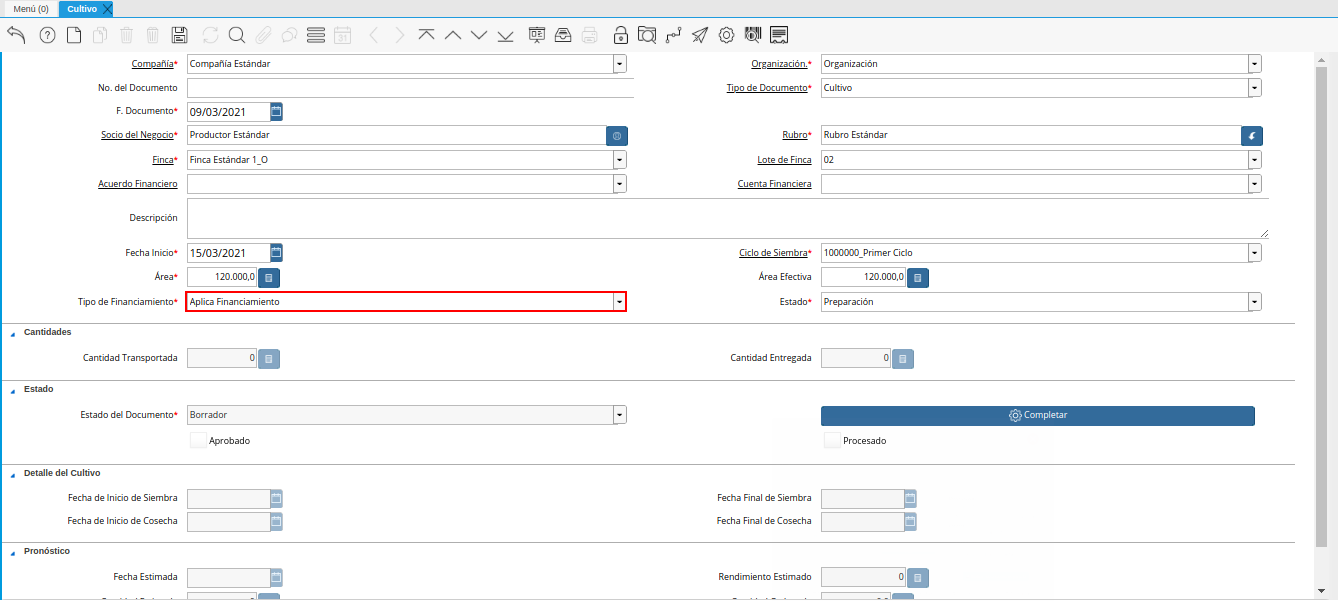 Menú (0) Cultivo
Compañía* Compañía Estándar Organización.* Organización
No. del Documento Tipo de Documento* Cultivo
F. Documento* 09/03/2021
Socio del Negocio* Productor Estándar Rubro* Rubro Estándar
Finca* Finca Estándar 1_O Lote de Finca 02
Acuerdo Financiero Cuenta Financiera
Descripción
Fecha Inicio* 15/03/2021 Ciclo de Siembra* 1000000_Primer Ciclo
Área* 120.000,0 Área Efectiva 120.000,0
Tipo de Financiamiento* Aplica Financiamiento Estado* Preparación
Cantidades
Cantidad Transportada 0 Cantidad Entregada 0
Estado
Estado del Documento* Borrador Completar
Aprobado Procesado
Detalle del Cultivo
Fecha de Inicio de Siembra Fecha Final de Siembra
Fecha de Inicio de Cosecha Fecha Final de Cosecha
Pronóstico
Fecha Estimada Rendimiento Estimado 0